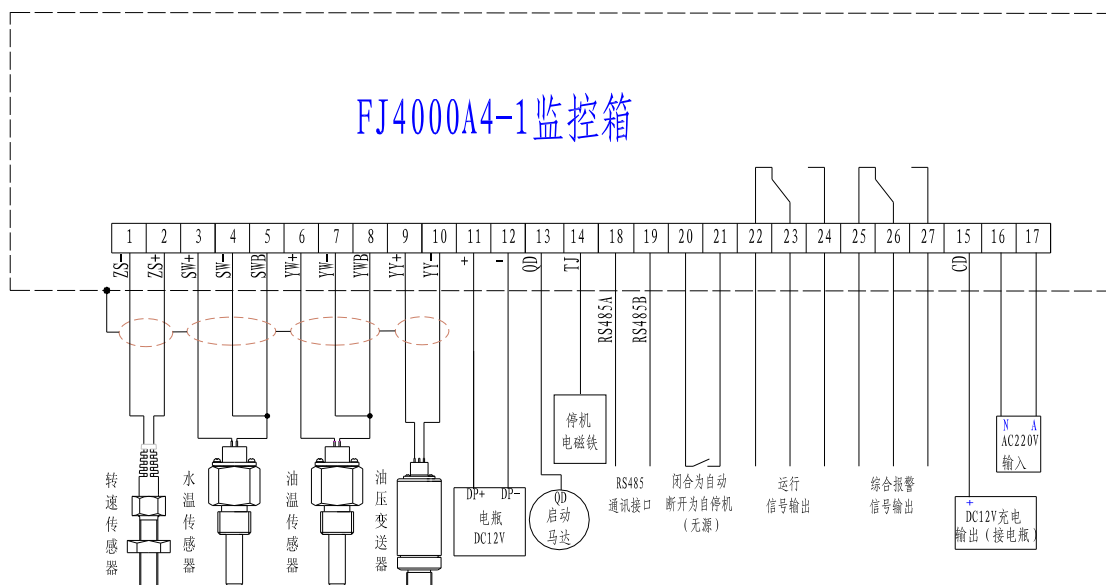 FJ4000A4-1监控箱
1 2 3 4 5 6 7 8 9 10 11 12 13 14 18 19 20 21 22 23 24 25 26 27 15 16 17
ZS- ZS+ SW+ SW- SWB YW+ YW- YWB YY+ YY- + - QD TJ CD
RS485A RS485B
停机
电磁铁
N A
AC220V
输入
转速传感器
水温传感器
油温传感器
油压变送器
DP+ DP-
电瓶
DC12V
QD
启动
马达
RS485
通讯接口
闭合为自动
断开为自停机
(无源)
运行
信号输出
综合报警
信号输出
+
DC12V充电
输出(接电瓶)